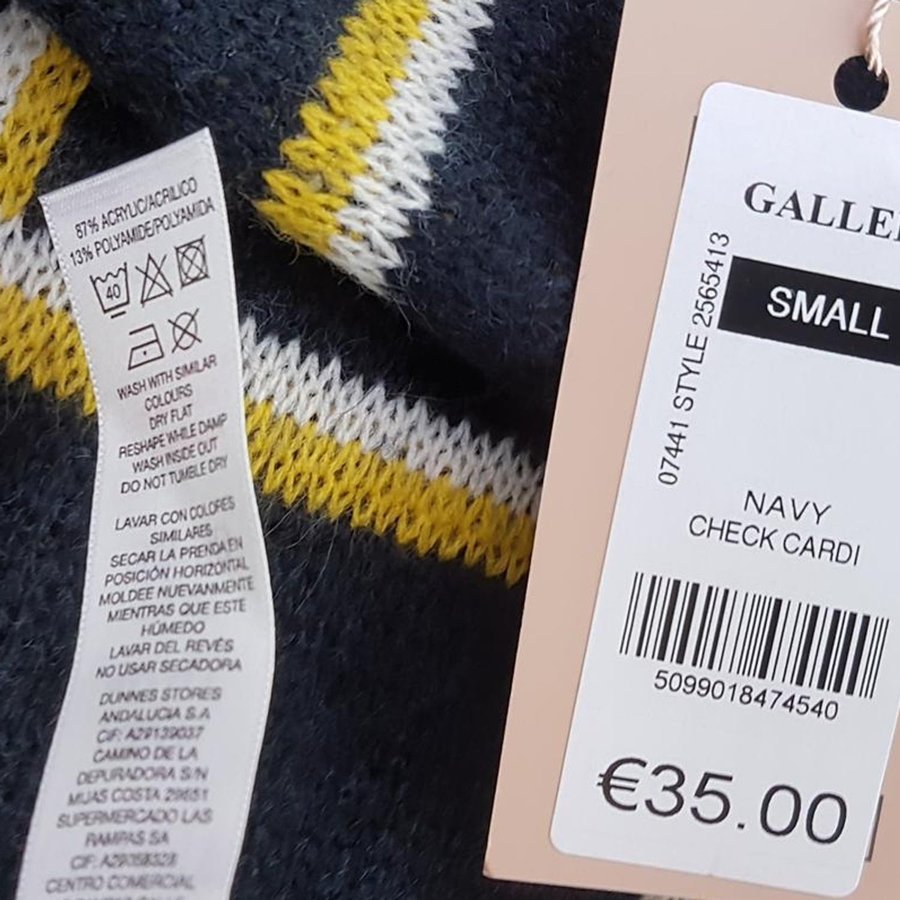 87% ACRYLIC/ACRILICO
13% POLYAMIDE/POLYAMIDA
40
WASH WITH SIMILAR
COLOURS
DRY FLAT
RESHAPE WHILE DAMP
WASH INSIDE OUT
DO NOT TUMBLE DRY
LAVAR CON COLORES
SIMILARES
SECAR LA PRENDA EN
POSICIÓN HORIZONTAL
MOLDEE NUEVAMENTE
MIENTRAS QUE ESTE
HÚMEDO
LAVAR DEL REVÉS
NO USAR SECADORA
DUNNES STORES
ANDALUCIA S.A
CIF: A29139037
CAMINO DE LA
DEPURADORA S/N
MIJAS COSTA 29651
SUPERMERCADO LAS
RAMPAS SA
CIF:
CENTRO COMERCIAL
GALLE
SMALL
07441 STYLE 2565413
NAVY
CHECK CARDI
5099018474540
€35.00